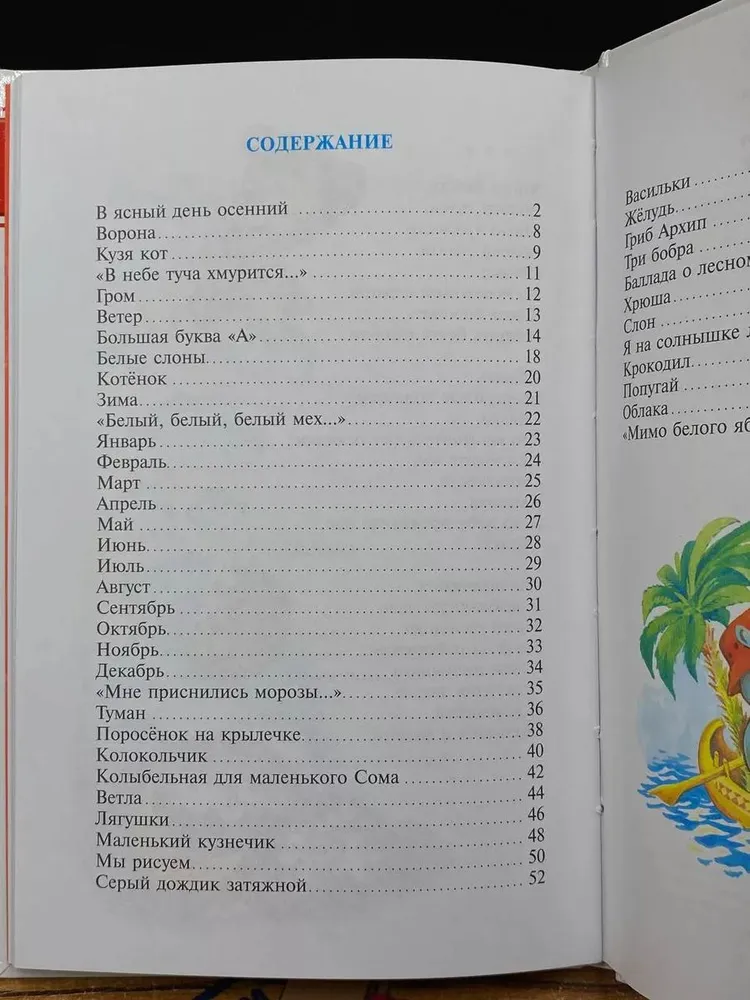 СОДЕРЖАНИЕ
В ясный день осенний 2
Ворона 8
Кузя кот 9
«В небе туча хмурится...» 11
Гром 12
Ветер 13
Большая буква «А» 14
Белые слоны 18
Котёнок 20
Зима 21
«Белый, белый, белый мех...» 22
Январь 23
Февраль 24
Март 25
Апрель 26
Май 27
Июнь 28
Июль 29
Август 30
Сентябрь 31
Октябрь 32
Ноябрь 33
Декабрь 34
«Мне приснились морозы...» 35
Туман 36
Поросёнок на крылечке 38
Колокольчик 40
Колыбельная для маленького Сома 42
Ветла 44
Лягушки 46
Маленький кузнечик 48
Мы рисуем 50
Серый дождик затяжной 52
Васильки
Жёлудь
Гриб Архип
Три бобра
Баллада о лесном
Хрюша
Слон
Я на солнышке
Крокодил
Попугай
Облака
«Мимо белого